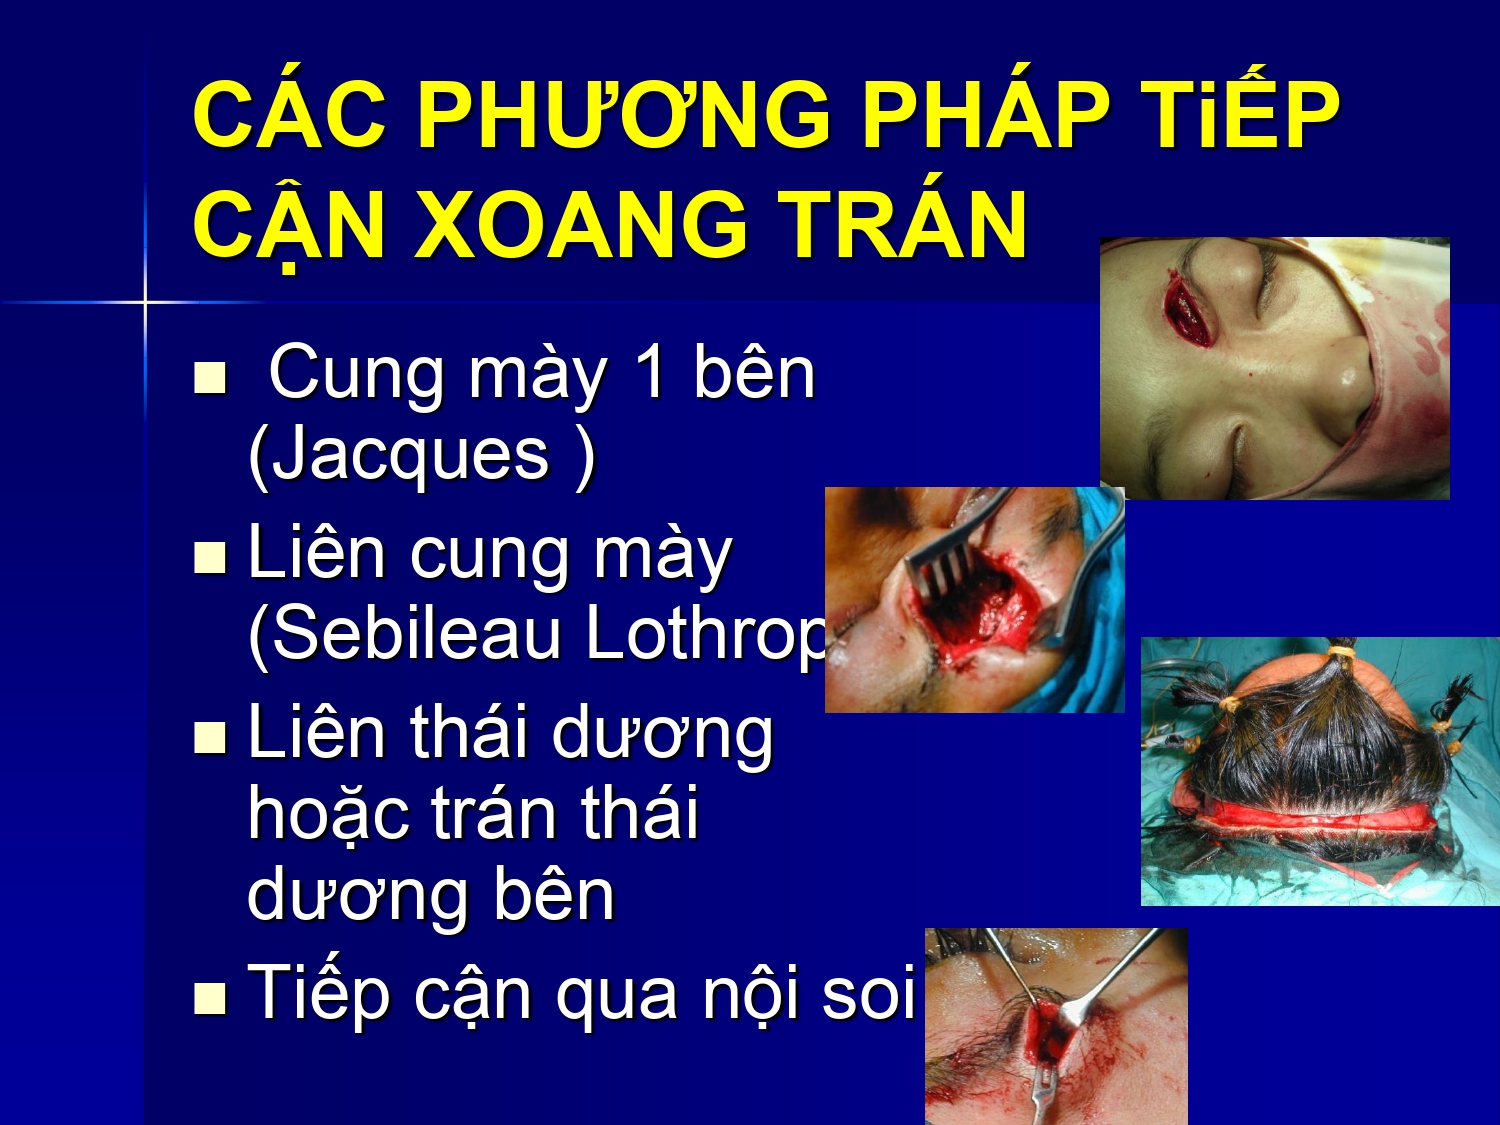 CÁC PHƯƠNG PHÁP TiẾP
CẬN XOANG TRÁN
Cung mày 1 bên
(Jacques )
Liên cung mày
(Sebileau Lothrop
Liên thái dương
hoặc trán thái
dương bên
Tiếp cận qua nội soi